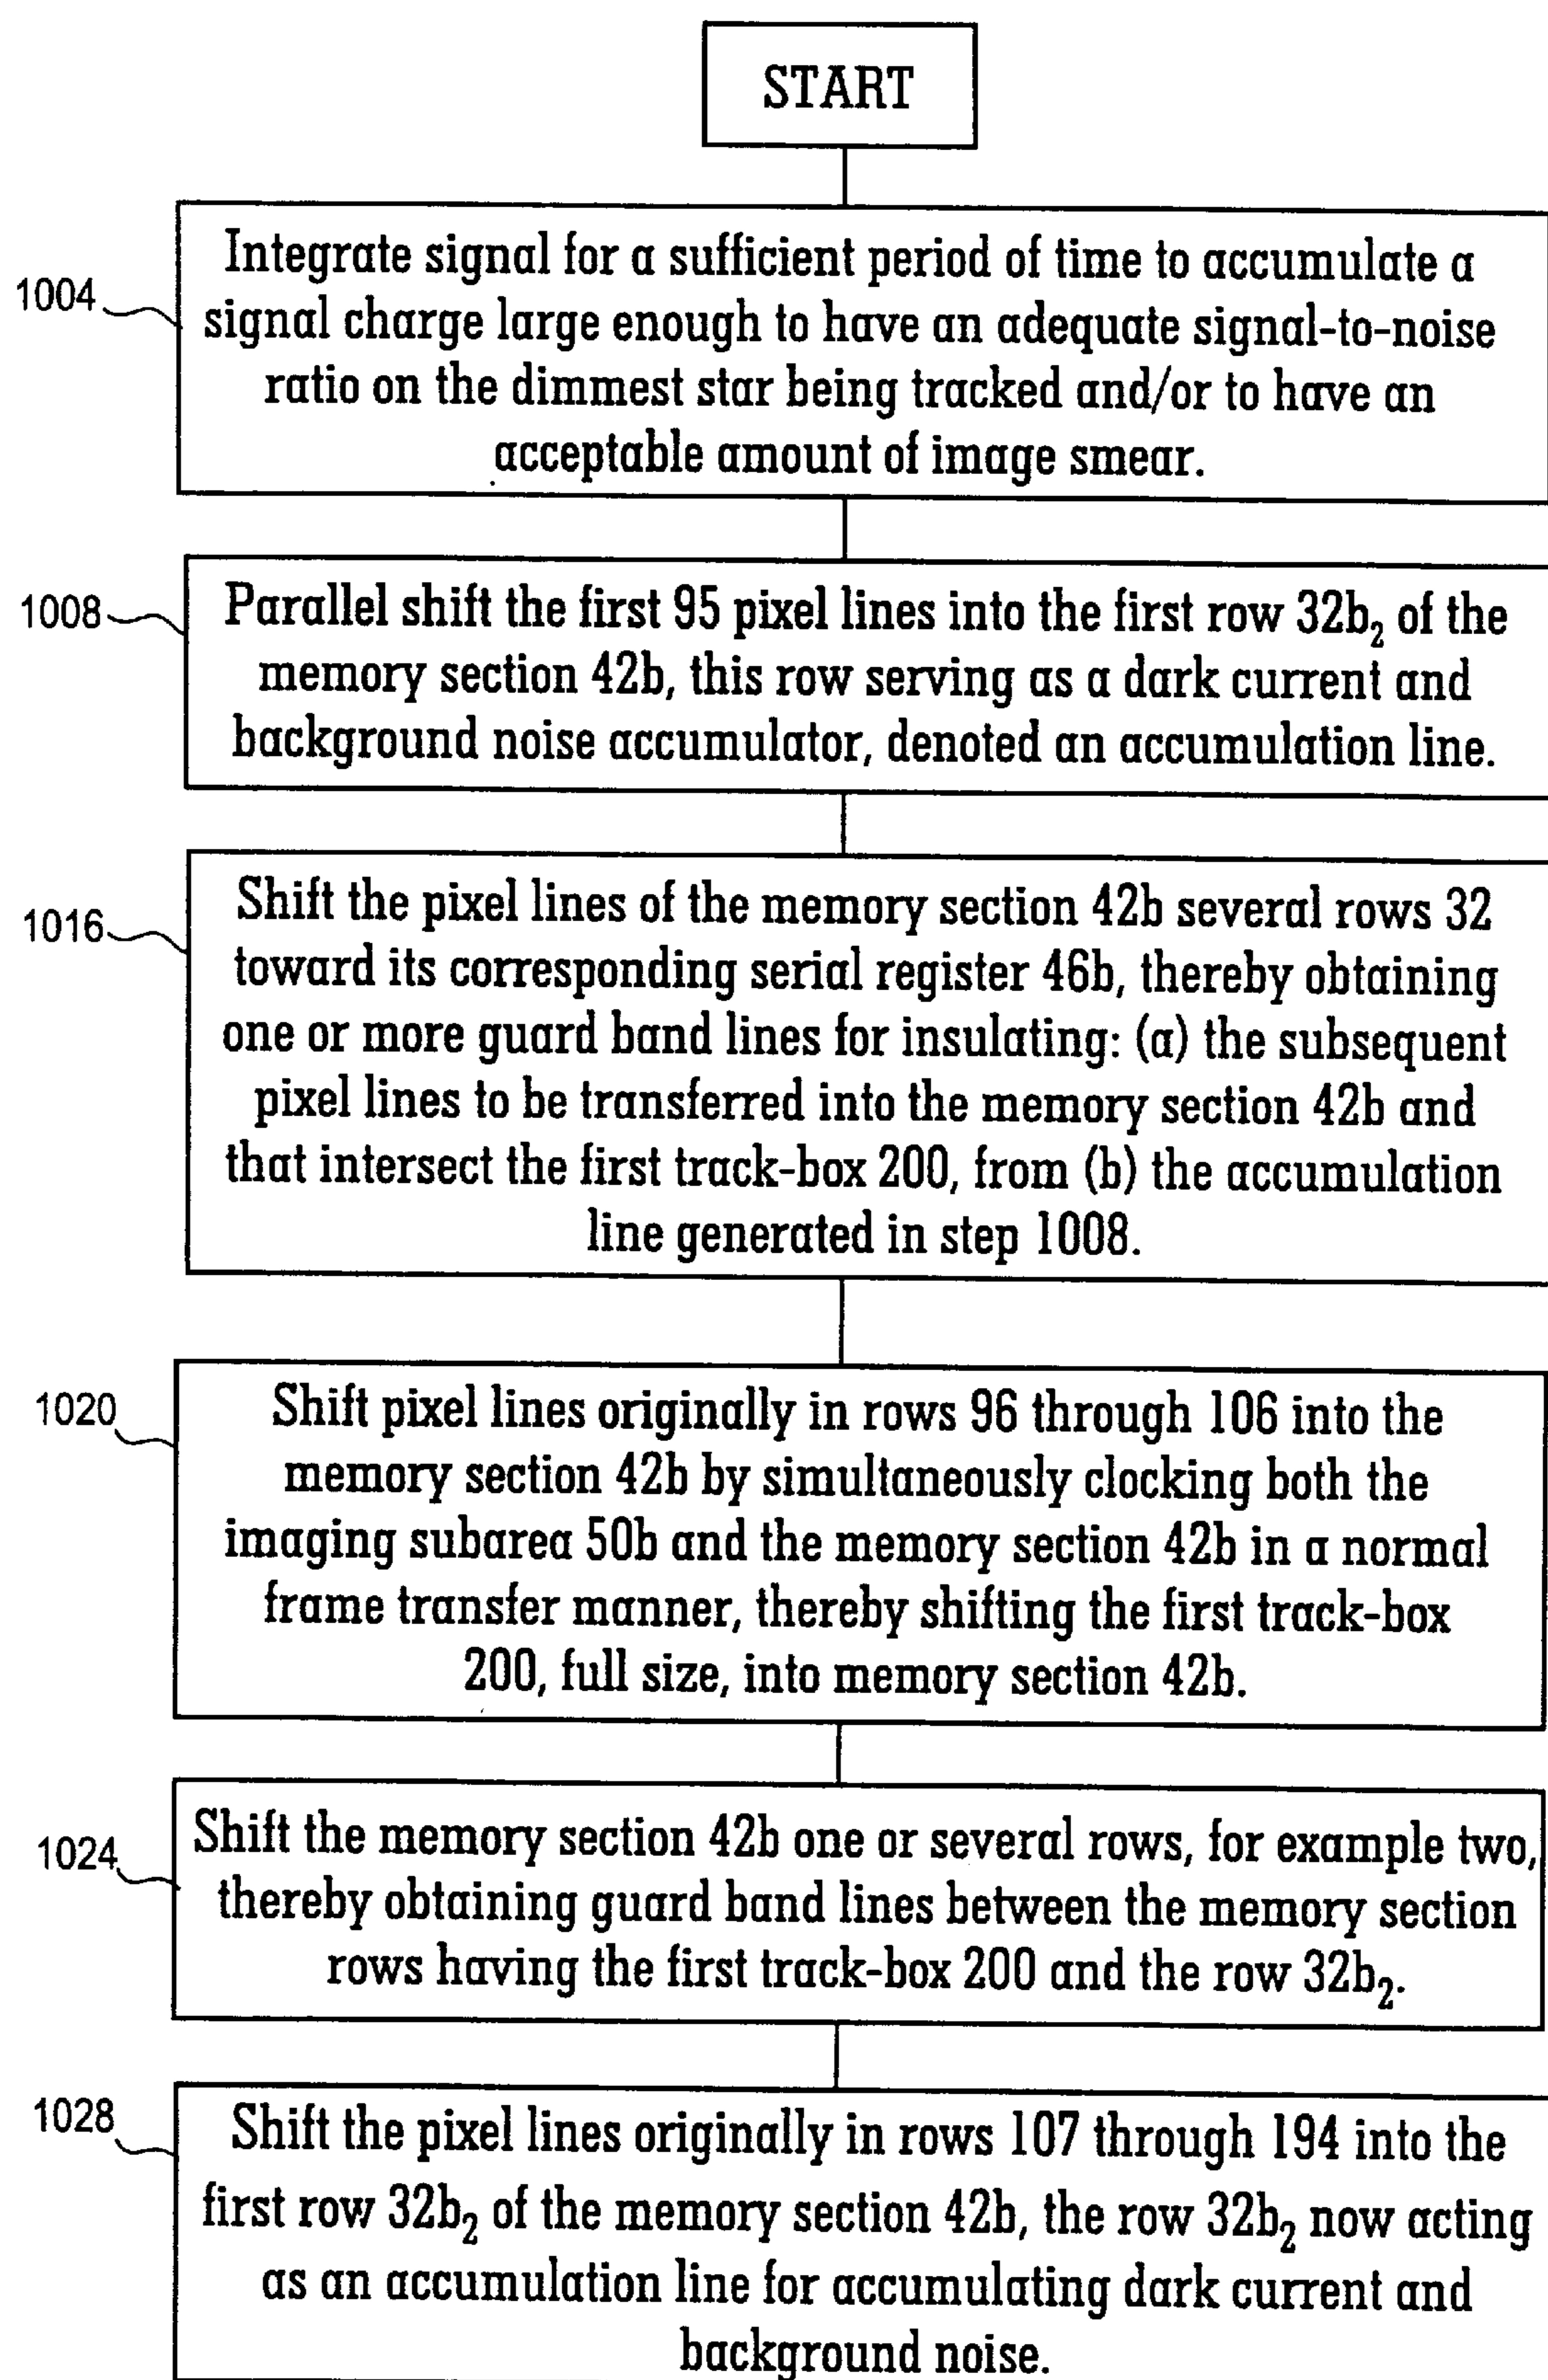 START
1004
Integrate signal for a sufficient period of time to accumulate a
signal charge large enough to have an adequate signal-to-noise
ratio on the dimmest star being tracked and/or to have an
acceptable amount of image smear.
1008
Parallel shift the first 95 pixel lines into the first row 32b₂ of the
memory section 42b, this row serving as a dark current and
background noise accumulator, denoted an accumulation line.
1016
Shift the pixel lines of the memory section 42b several rows 32
toward its corresponding serial register 46b, thereby obtaining
one or more guard band lines for insulating: (a) the subsequent
pixel lines to be transferred into the memory section 42b and
that intersect the first track-box 200, from (b) the accumulation
line generated in step 1008.
1020
Shift pixel lines originally in rows 96 through 106 into the
memory section 42b by simultaneously clocking both the
imaging subarea 50b and the memory section 42b in a normal
frame transfer manner, thereby shifting the first track-box
200, full size, into memory section 42b.
1024
Shift the memory section 42b one or several rows, for example two,
thereby obtaining guard band lines between the memory section
rows having the first track-box 200 and the row 32b₂.
1028
Shift the pixel lines originally in rows 107 through 194 into the
first row 32b₂ of the memory section 42b, the row 32b₂ now acting
as an accumulation line for accumulating dark current and
background noise.